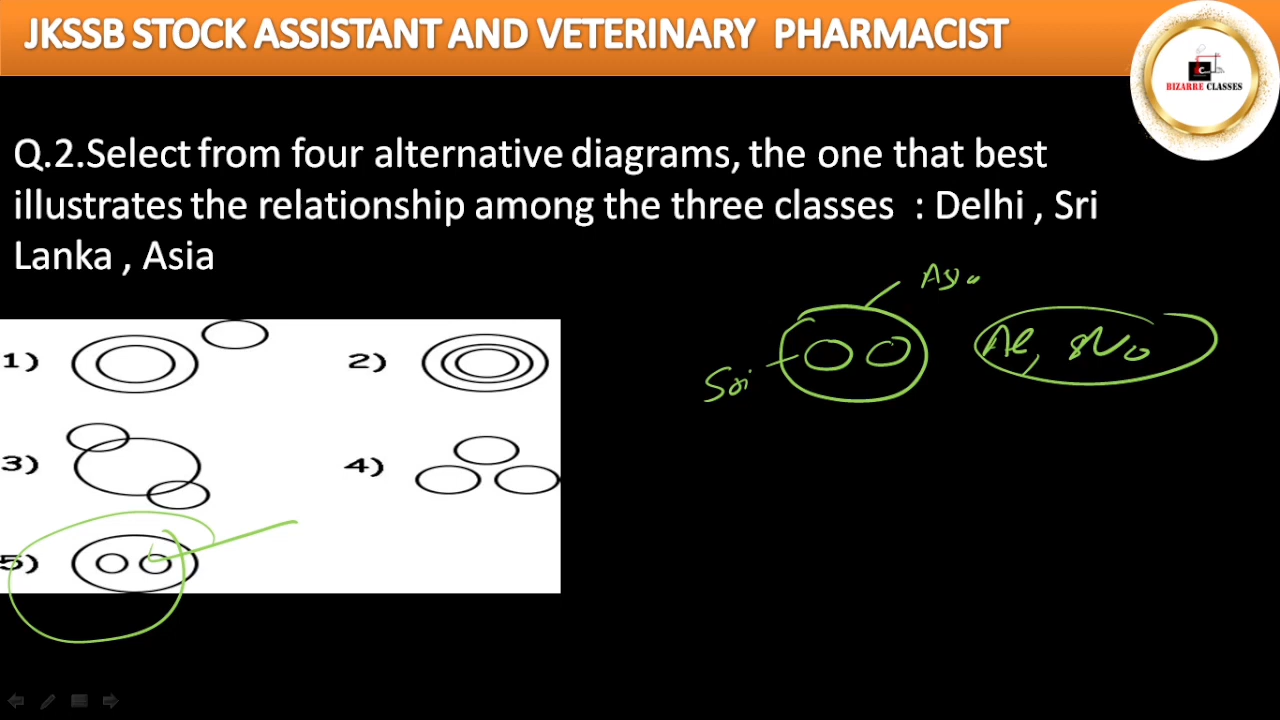 JKSSB STOCK ASSISTANT AND VETERINARY PHARMACIST
C
BIZARRE CLASSES
Q.2.Select from four alternative diagrams, the one that best
illustrates the relationship among the three classes : Delhi , Sri
Lanka , Asia
Sri
1)
2)
3)
4)
5)